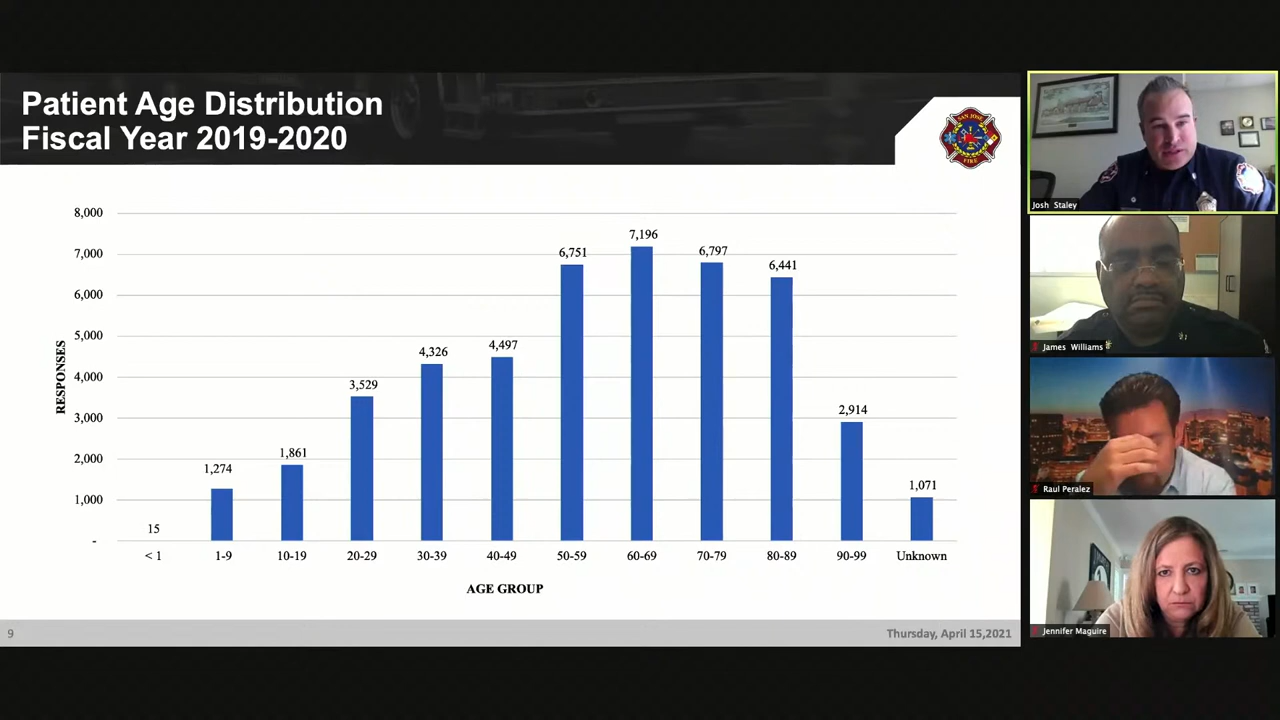 Patient Age Distribution
Fiscal Year 2019-2020
SAN JOSE
FIRE
8,000
7,000
6,000
5,000
4,000
3,000
2,000
1,000
-
RESPONSES
15
1,274
1,861
3,529
4,326
4,497
6,751
7,196
6,797
6,441
2,914
1,071
< 1
1-9
10-19
20-29
30-39
40-49
50-59
60-69
70-79
80-89
90-99
Unknown
AGE GROUP
9
Thursday, April 15,2021
Josh Staley
James Williams
Raul Peralez
Jennifer Maguire